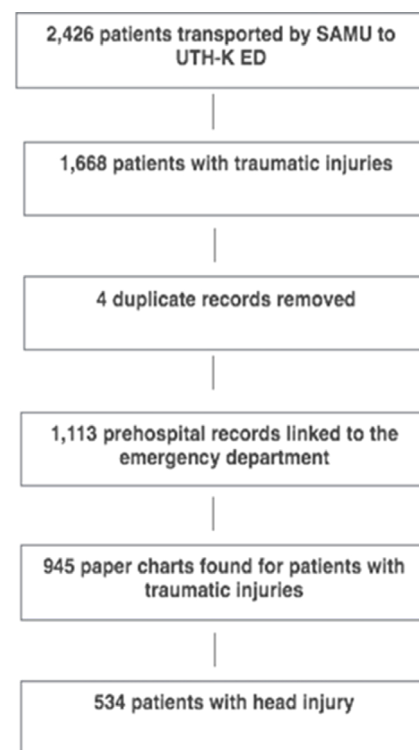 2,426 patients transported by SAMU to
UTH-K ED
1,668 patients with traumatic injuries
4 duplicate records removed
1,113 prehospital records linked to the
emergency department
945 paper charts found for patients with
traumatic injuries
534 patients with head injury